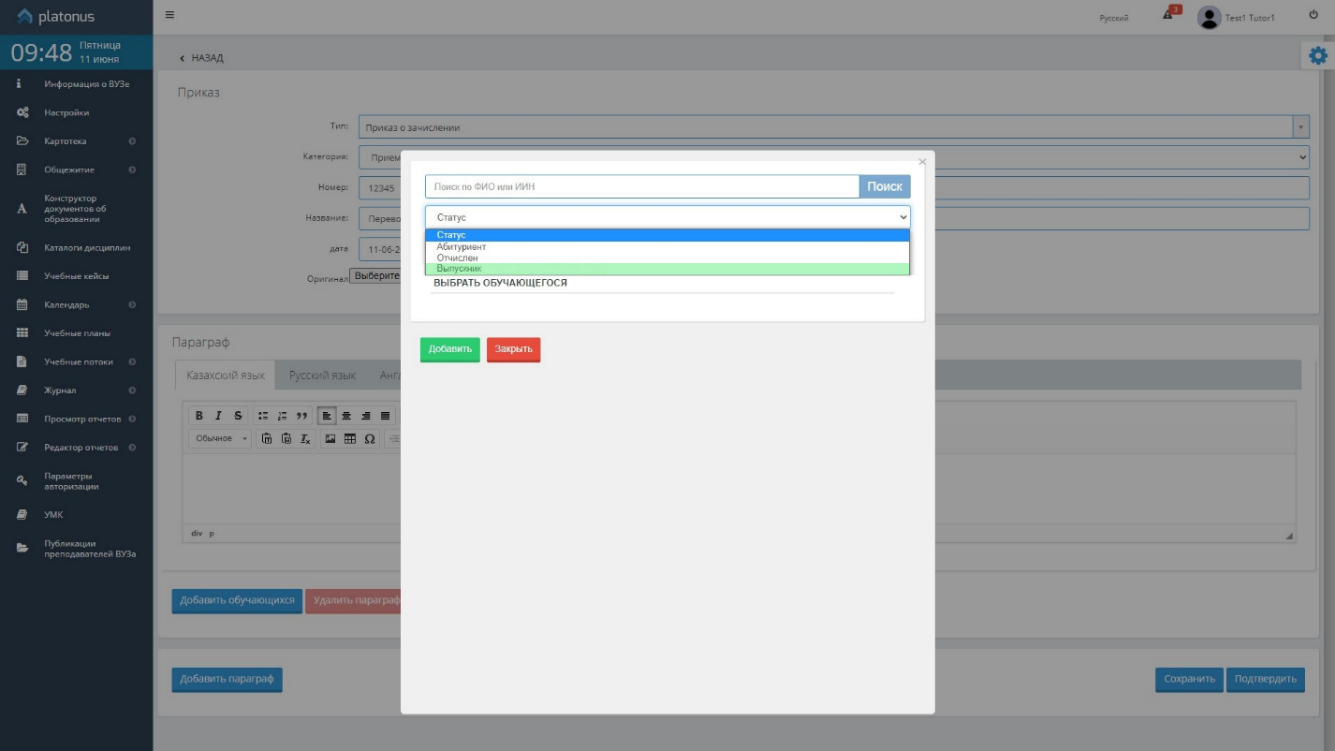 platonus
Русский
3
Test1 Tutor1
09:48 Пятница
11 июня
НАЗАД
Информация о ВУЗе
Настройки
Картотека
Общежитие
Конструктор
документов об
образовании
Каталоги дисциплин
Учебные кейсы
Календарь
Учебные планы
Учебные потоки
Журнал
Просмотр отчетов
Редактор отчетов
Параметры
авторизации
УМК
Публикации
преподавателей ВУЗа
Приказ
Тип: Приказ о зачислении
Категория: Прием
Номер: 12345
Название: Перево
дата 11-06-2
Оригинал Выберите
Поиск по ФИО или ИИН Поиск
Статус
Статус
Абитуриент
Отчислен
Выпускник
ВЫБРАТЬ ОБУЧАЮЩЕГОСЯ
Добавить Закрыть
Параграф
Казахский язык Русский язык Англ
B I S
Обычное
div p
Добавить обучающихся Удалить параграф
Добавить параграф
Сохранить Подтвердить